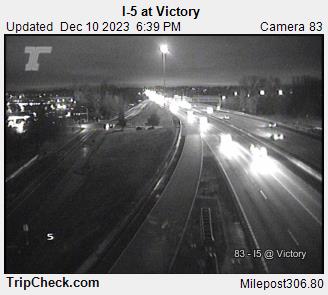 I-5 at Victory
Updated Dec 10 2023 6:39 PM Camera 83
T
S
83 - I5 @ Victory
TripCheck.com Milepost306.80